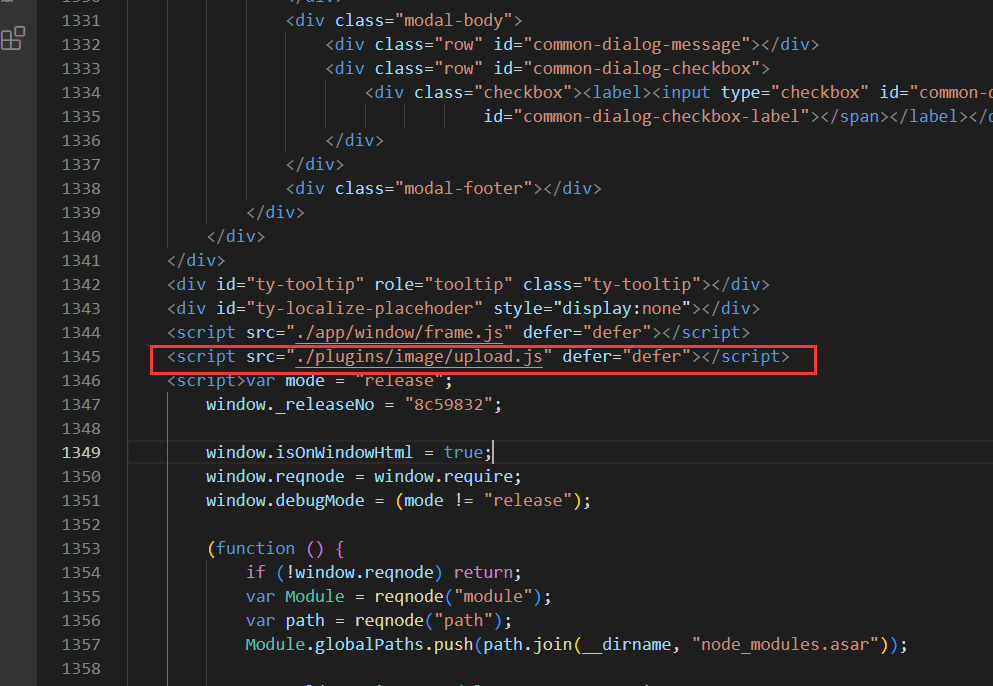 1331 <div class="modal-body">
1332 <div class="row" id="common-dialog-message"></div>
1333 <div class="row" id="common-dialog-checkbox">
1334 <div class="checkbox"><label><input type="checkbox" id="common-
1335 id="common-dialog-checkbox-label"></span></label></
1336 </div>
1337 </div>
1338 <div class="modal-footer"></div>
1339 </div>
1340 </div>
1341 </div>
1342 <div id="ty-tooltip" role="tooltip" class="ty-tooltip"></div>
1343 <div id="ty-localize-placehoder" style="display:none"></div>
1344 <script src="./app/window/frame.js" defer="defer"></script>
1345 <script src="./plugins/image/upload.js" defer="defer"></script>
1346 <script>var mode = "release";
1347 window._releaseNo = "8c59832";
1348
1349 window.isOnWindowHtml = true;
1350 window.reqnode = window.require;
1351 window.debugMode = (mode != "release");
1352
1353 (function () {
1354 if (!window.reqnode) return;
1355 var Module = reqnode("module");
1356 var path = reqnode("path");
1357 Module.globalPaths.push(path.join(__dirname, "node_modules.asar"));
1358